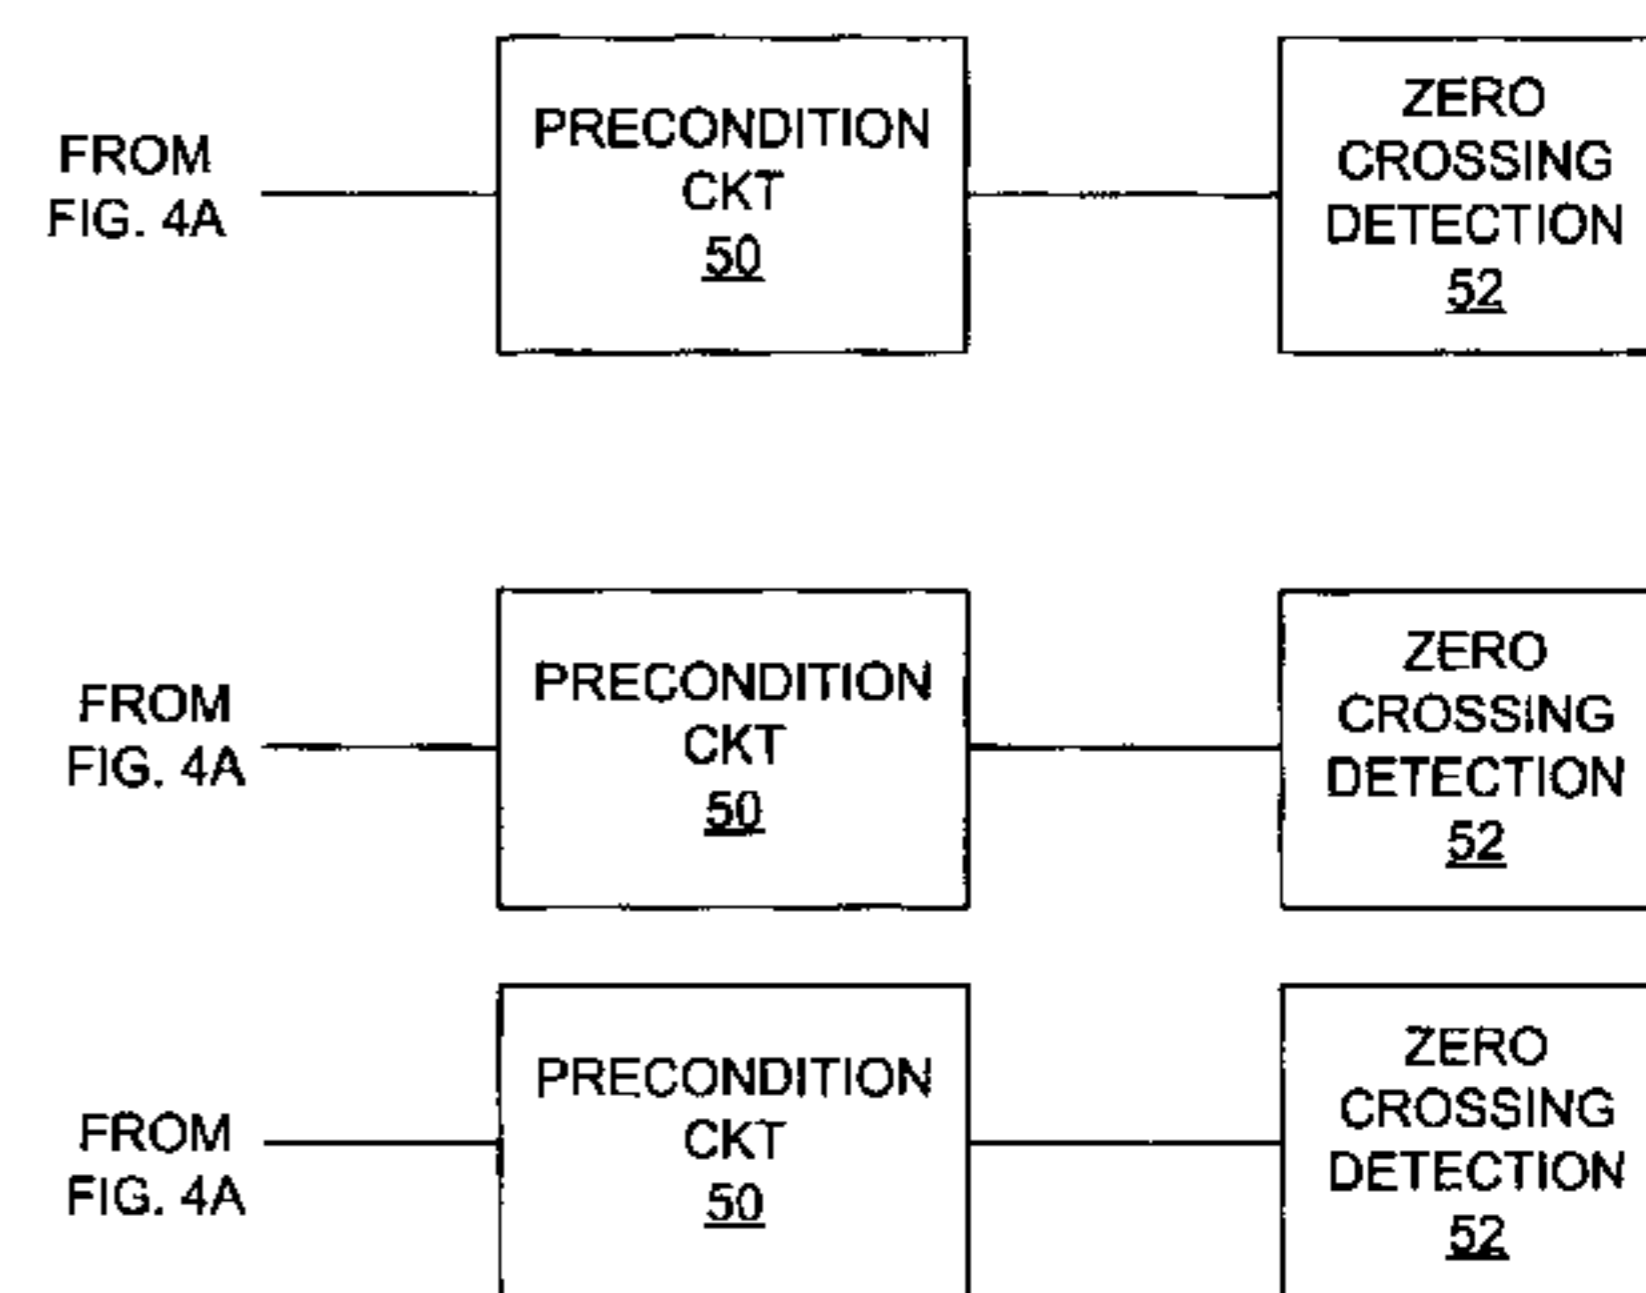 FROM
FIG. 4A
PRECONDITION
CKT
50
ZERO
CROSSING
DETECTION
52
FROM
FIG. 4A
PRECONDITION
CKT
50
ZERO
CROSSING
DETECTION
52
FROM
FIG. 4A
PRECONDITION
CKT
50
ZERO
CROSSING
DETECTION
52